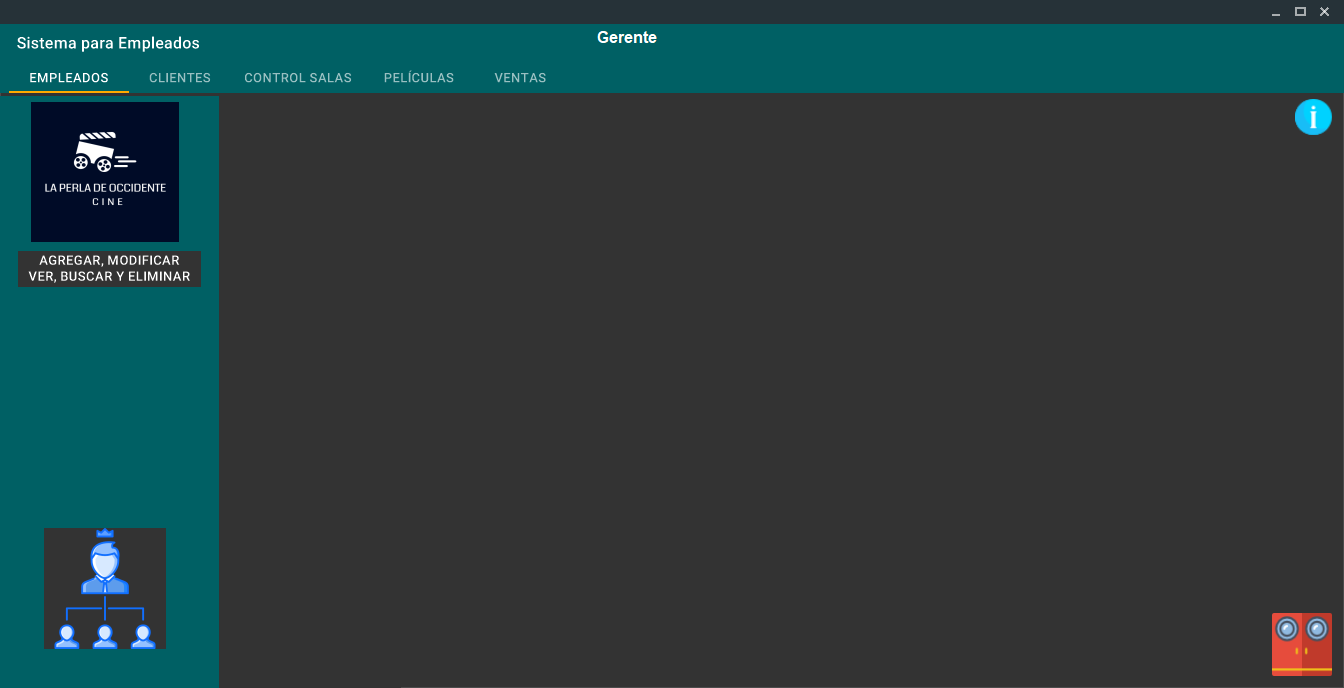 Sistema para Empleados
Gerente
EMPLEADOS CLIENTES CONTROL SALAS PELÍCULAS VENTAS
i
LA PERLA DE OCCIDENTE
CINE
AGREGAR, MODIFICAR
VER, BUSCAR Y ELIMINAR